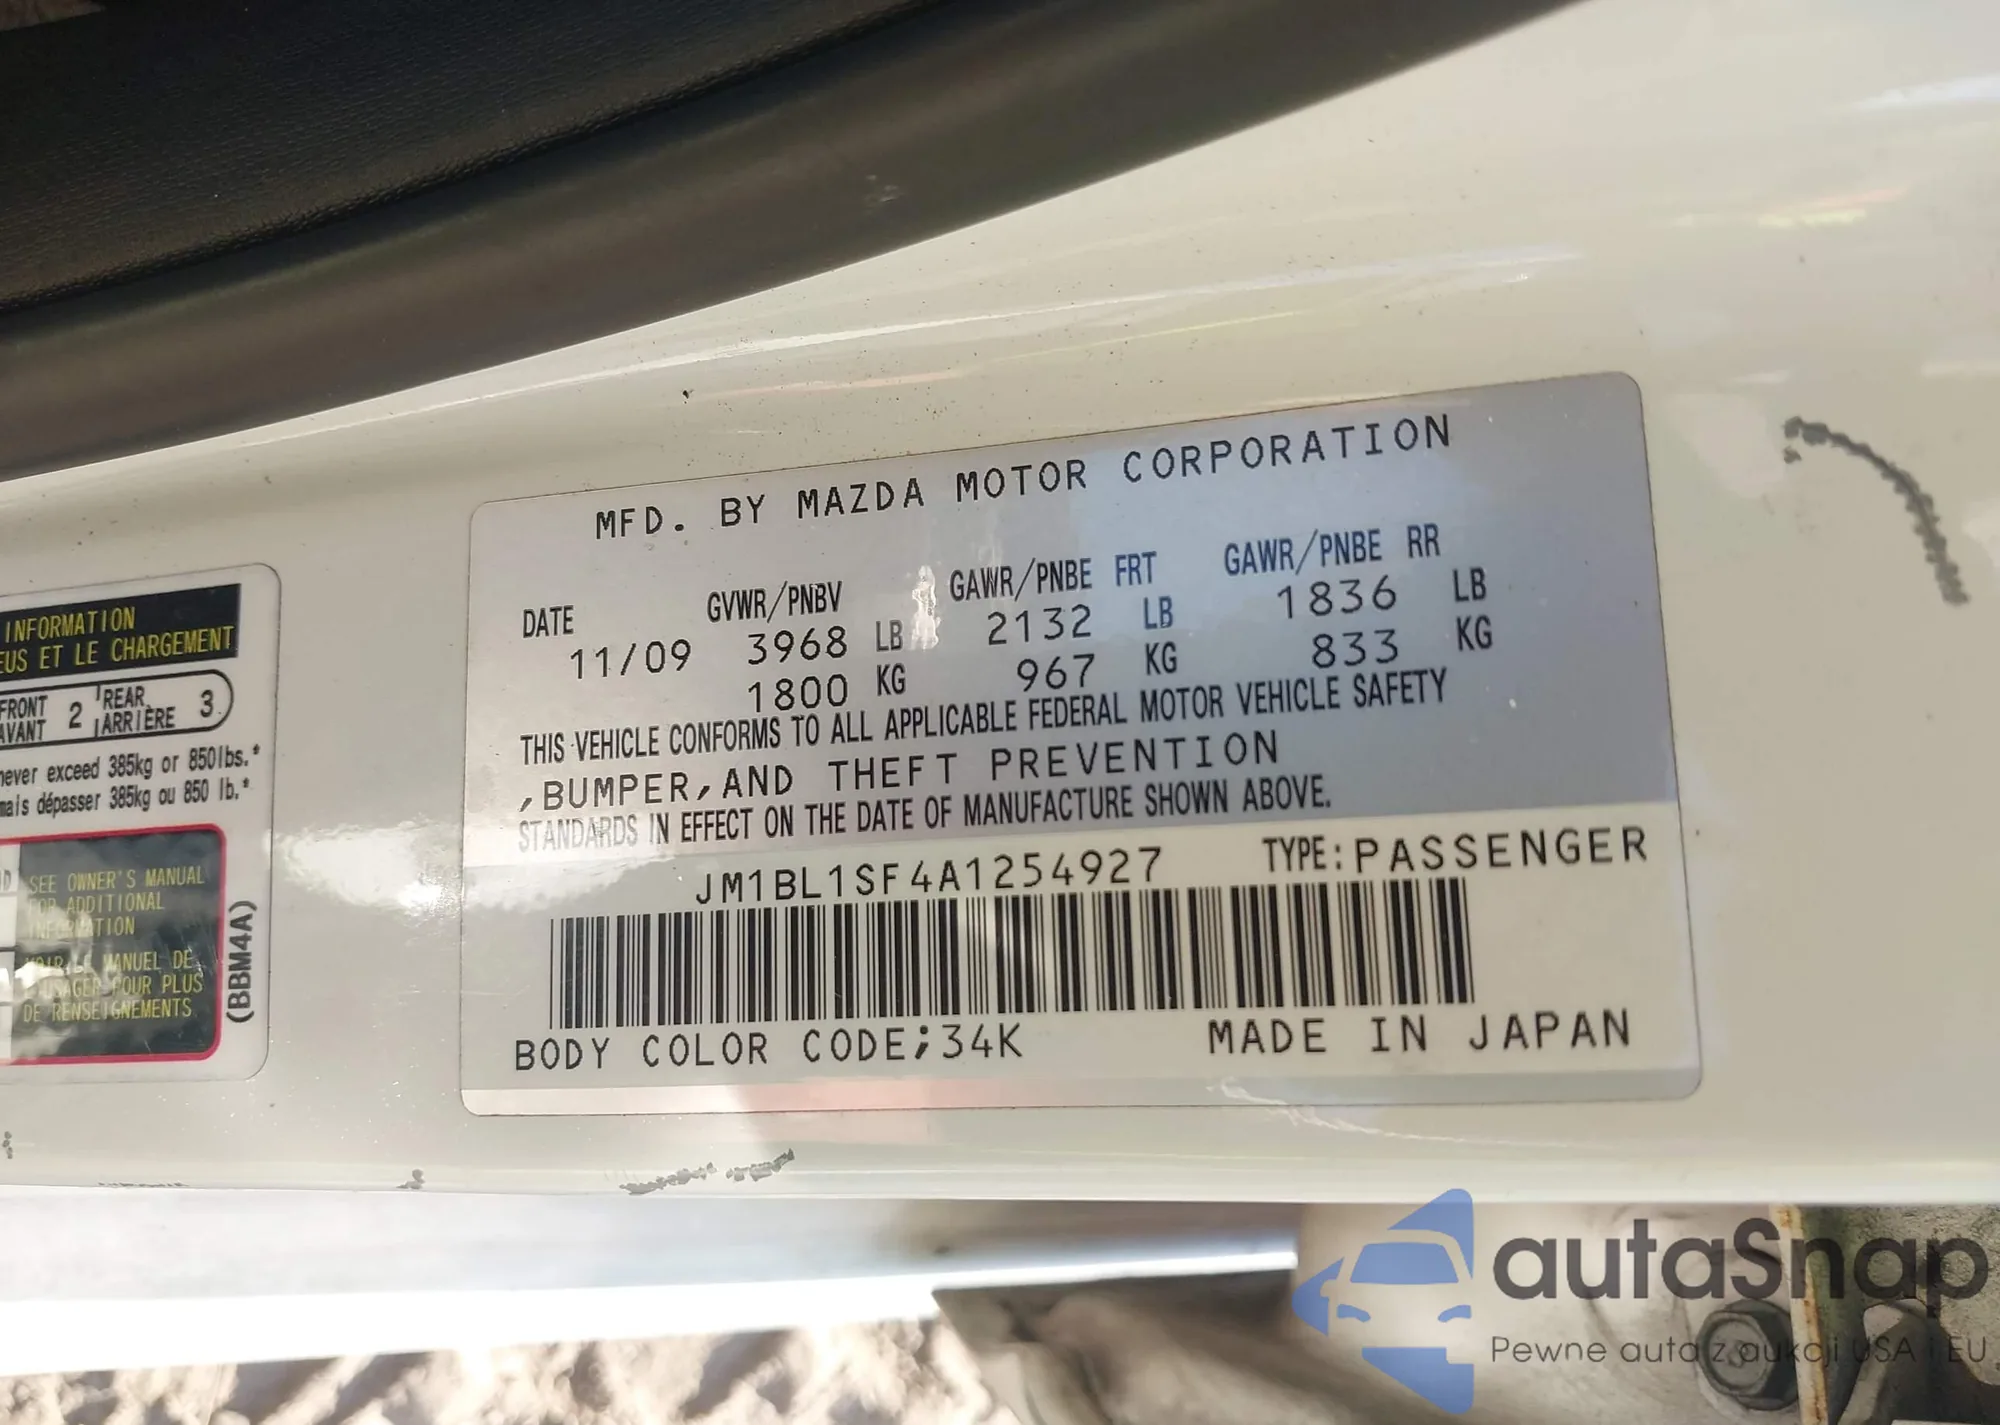 INFORMATION
ET LE CHARGEMENT
FRONT 2 REAR 3
AVANT ARRIÈRE
never exceed 385kg or 850lbs.*
dépasser 385kg ou 850 lb.*
SEE OWNER'S MANUAL
FOR ADDITIONAL
INFORMATION
MANUEL DE
POUR PLUS
DE RENSEIGNEMENTS
(BBM4A)
MFD. BY MAZDA MOTOR CORPORATION
DATE GVWR/PNBV GAWR/PNBE FRT GAWR/PNBE RR
11/09 3968 LB 2132 LB 1836 LB
1800 KG 967 KG 833 KG
THIS VEHICLE CONFORMS TO ALL APPLICABLE FEDERAL MOTOR VEHICLE SAFETY
,BUMPER,AND THEFT PREVENTION
STANDARDS IN EFFECT ON THE DATE OF MANUFACTURE SHOWN ABOVE.
JM1BL1SF4A1254927 TYPE:PASSENGER
BODY COLOR CODE;34K MADE IN JAPAN
autaSnap
Pewne auta z aukcji USA i EU